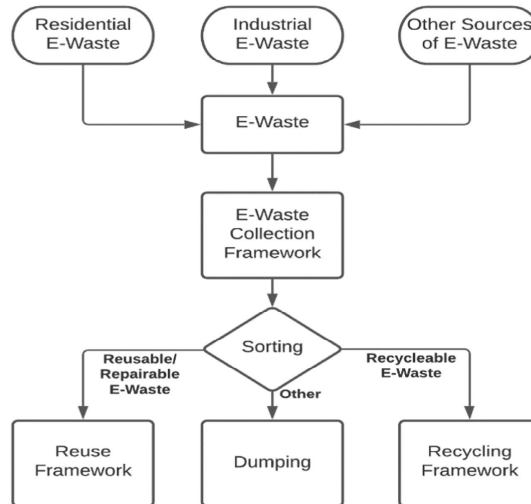 Residential
E-Waste
Industrial
E-Waste
Other Sources
of E-Waste
E-Waste
E-Waste
Collection
Framework
Sorting
Reusable/
Repairable
E-Waste
Other
Recycleable
E-Waste
Reuse
Framework
Dumping
Recycling
Framework